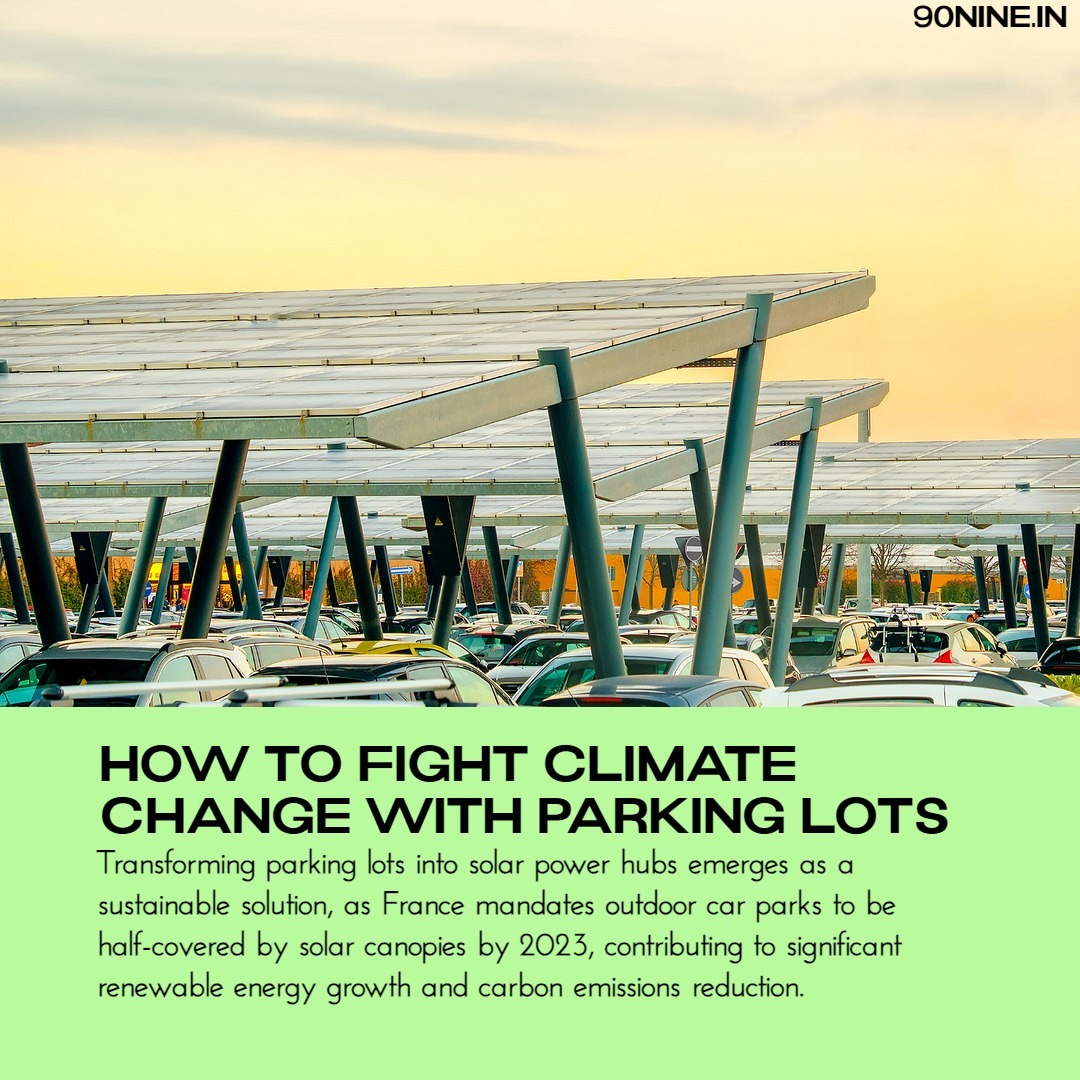 90NINE.IN
HOW TO FIGHT CLIMATE
CHANGE WITH PARKING LOTS
Transforming parking lots into solar power hubs emerges as a
sustainable solution, as France mandates outdoor car parks to be
half-covered by solar canopies by 2023, contributing to significant
renewable energy growth and carbon emissions reduction.